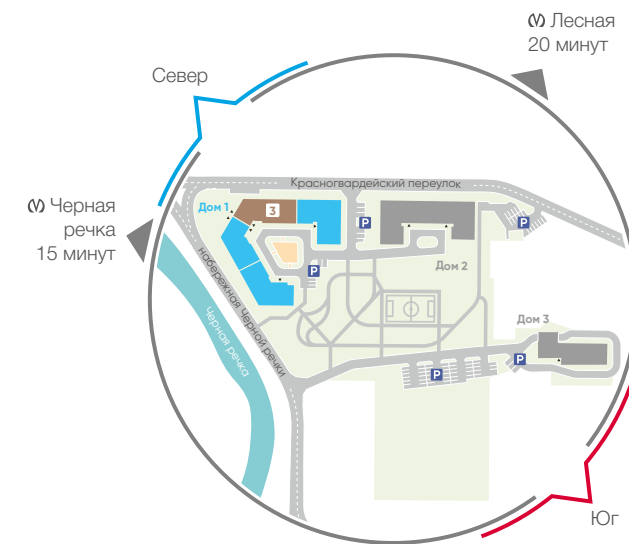 Лесная
20 минут
Север
Красногвардейский переулок
Дом 1
3
P
P
Черная
речка
15 минут
P
Дом 2
набережная Черной речки
Черная речка
Дом 3
P
P
Юг